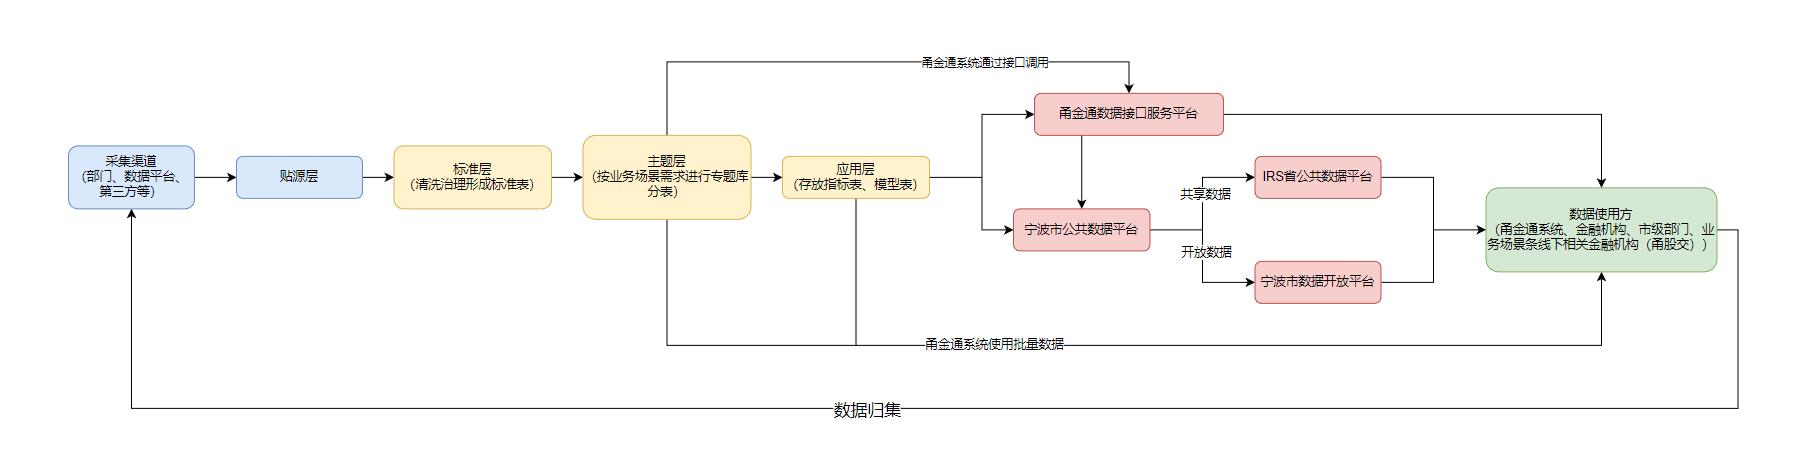 甬金通系统通过接口调用
甬金通数据接口服务平台
采集渠道
（部门、数据平台、
第三方等）
贴源层
标准层
（清洗治理形成标准表）
主题层
（按业务场景需求进行专题库
分表）
应用层
（存放指标表、模型表）
宁波市公共数据平台
共享数据
开放数据
IRS省公共数据平台
宁波市数据开放平台
数据使用方
（甬金通系统、金融机构、市级部门、业
务场景条线下相关金融机构（甬股交））
甬金通系统使用批量数据
数据归集